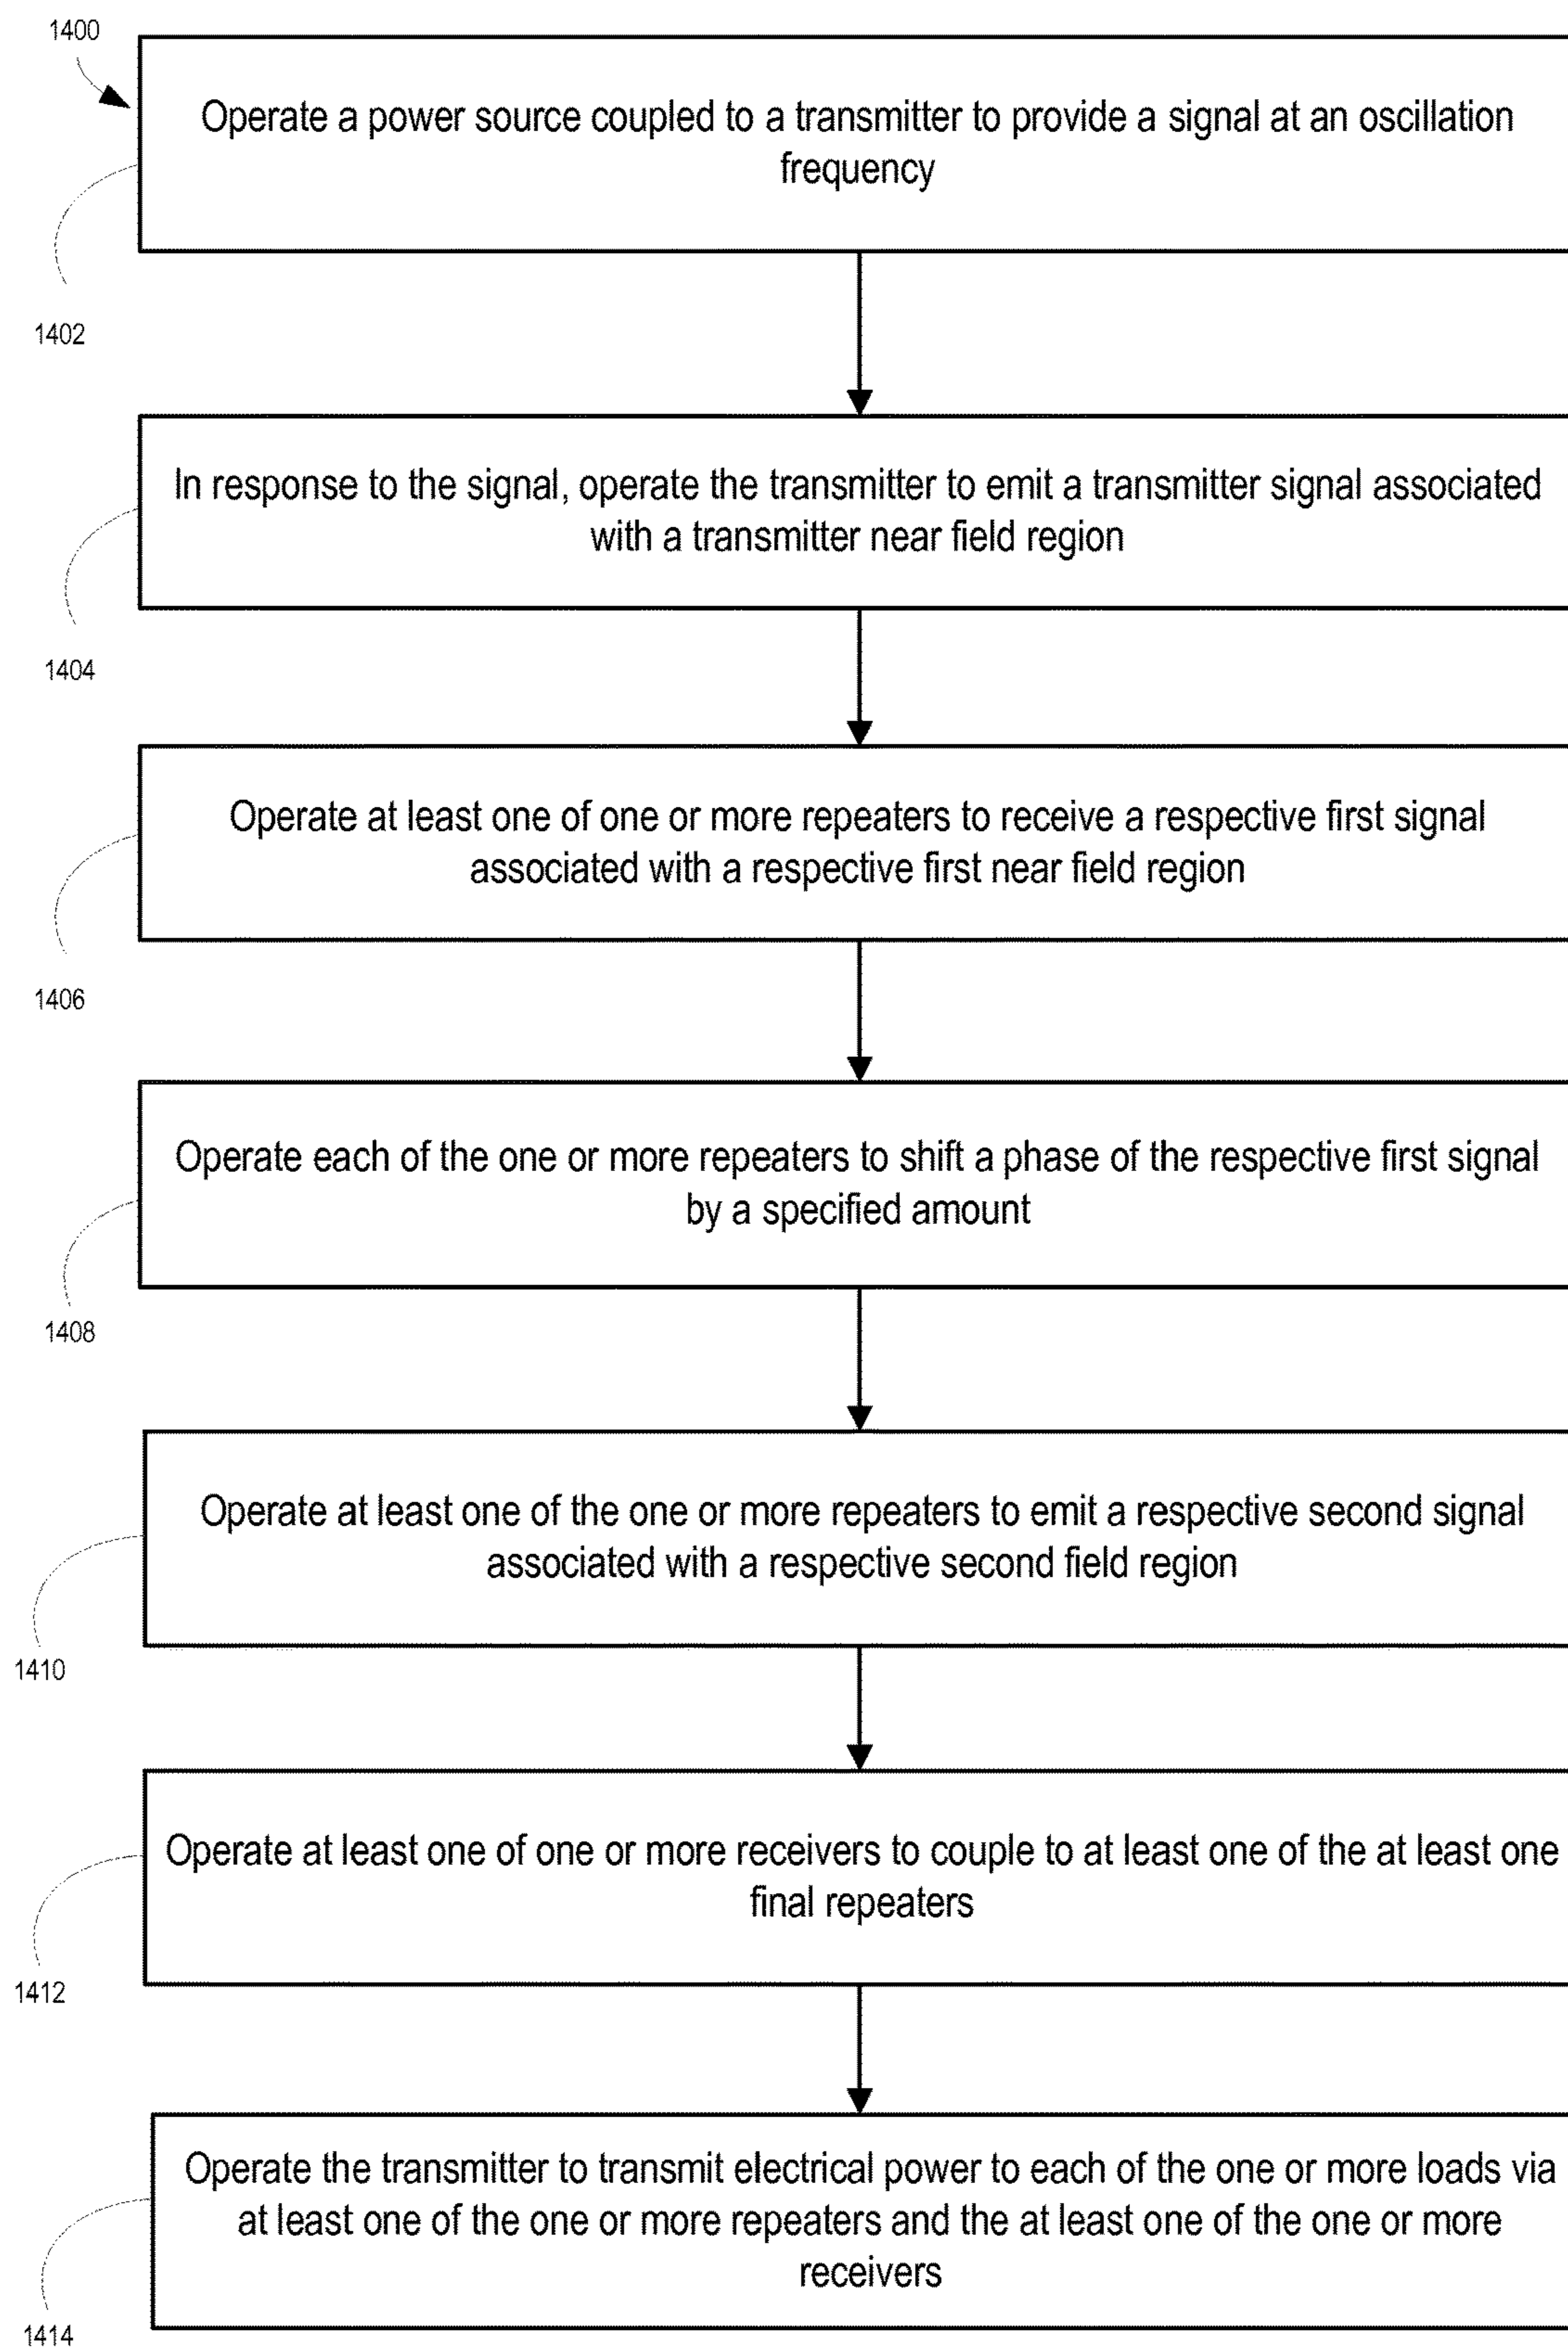 1400
Operate a power source coupled to a transmitter to provide a signal at an oscillation
frequency
1402
In response to the signal, operate the transmitter to emit a transmitter signal associated
with a transmitter near field region
1404
Operate at least one of one or more repeaters to receive a respective first signal
associated with a respective first near field region
1406
Operate each of the one or more repeaters to shift a phase of the respective first signal
by a specified amount
1408
Operate at least one of the one or more repeaters to emit a respective second signal
associated with a respective second field region
1410
Operate at least one of one or more receivers to couple to at least one of the at least one
final repeaters
1412
Operate the transmitter to transmit electrical power to each of the one or more loads via
at least one of the one or more repeaters and the at least one of the one or more
receivers
1414